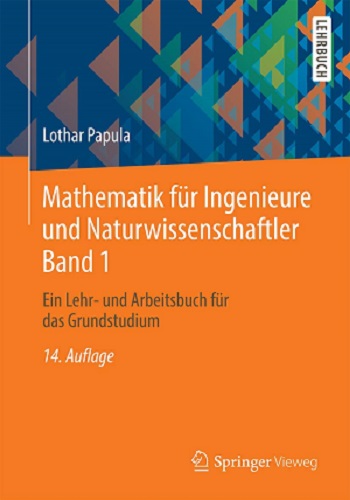 LEHRBUCH
Lothar Papula
Mathematik für Ingenieure
und Naturwissenschaftler
Band 1
Ein Lehr- und Arbeitsbuch für
das Grundstudium
14. Auflage
Springer Vieweg